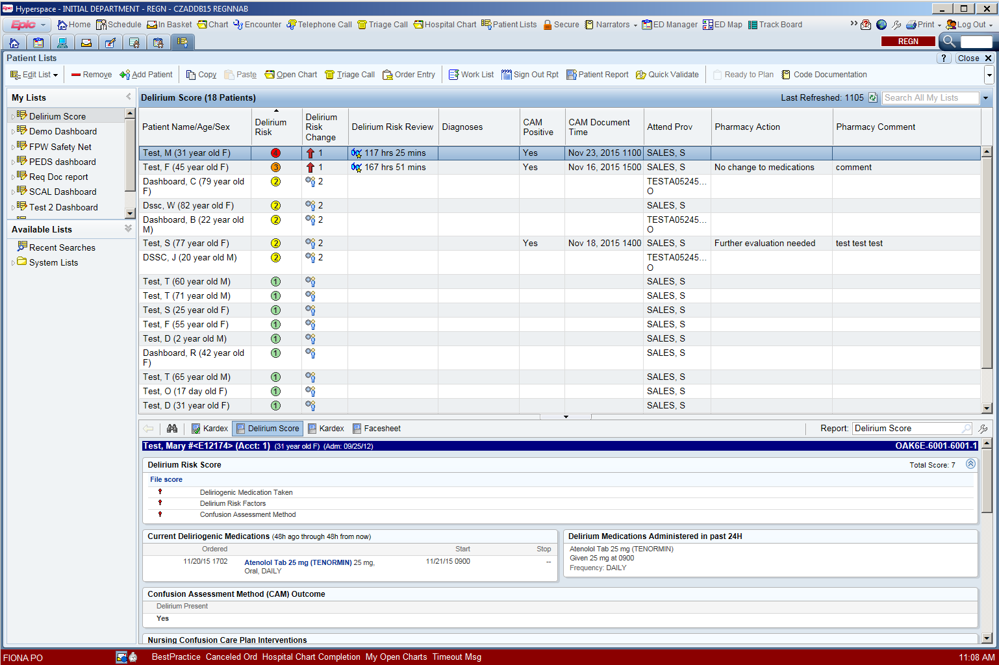 Epic Hyperspace - INITIAL DEPARTMENT - REGN - CZADDB15 REGNNAB
Epic Home Schedule In Basket Chart Encounter Telephone Call Triage Call Hospital Chart Patient Lists Secure Narrators ED Manager ED Map Track Board Print Log Out
REGN
Patient Lists ? Close
Edit List Remove Add Patient Copy Paste Open Chart Triage Call Order Entry Work List Sign Out Rpt Patient Report Quick Validate Ready to Plan Code Documentation
My Lists
Delirium Score
Demo Dashboard
FPW Safety Net
PEDS dashboard
Req Doc report
SCAL Dashboard
Test 2 Dashboard
Available Lists
Recent Searches
System Lists
Delirium Score (18 Patients) Last Refreshed: 1105 Search All My Lists
Patient Name/Age/Sex Delirium Risk Delirium Risk Change Delirium Risk Review Diagnoses CAM Positive CAM Document Time Attend Prov Pharmacy Action Pharmacy Comment
Test, M (31 year old F) 4 1 117 hrs 25 mins Yes Nov 23, 2015 1100 SALES, S
Test, F (45 year old F) 3 1 167 hrs 51 mins Yes Nov 16, 2015 1500 SALES, S No change to medications comment
Dashboard, C (79 year old F) 2 2 TESTA05245... O
Dssc, W (82 year old F) 2 2 SALES, S
Dashboard, B (22 year old M) 2 2 TESTA05245... O
Test, S (77 year old F) 2 2 Yes Nov 18, 2015 1400 SALES, S Further evaluation needed test test test
DSSC, J (20 year old M) 2 2 TESTA05245... O
Test, T (60 year old M) 1 SALES, S
Test, T (71 year old M) 1 SALES, S
Test, S (25 year old F) 1 SALES, S
Test, F (55 year old F) 1 SALES, S
Test, D (2 year old M) 1 SALES, S
Dashboard, R (42 year old F) 1 SALES, S
Test, T (65 year old M) 1 SALES, S
Test, O (17 day old F) 1 SALES, S
Test, D (31 year old F) 1 SALES, S
Kardex Delirium Score Kardex Facesheet Report: Delirium Score
Test, Mary #<E12174> (Acct: 1) (31 year old F) (Adm: 09/25/12) OAK6E-6001-6001-1
Delirium Risk Score Total Score: 7
File score
Deliriogenic Medication Taken
Delirium Risk Factors
Confusion Assessment Method
Current Deliriogenic Medications (48h ago through 48h from now)
Ordered Start Stop
11/20/15 1702 Atenolol Tab 25 mg (TENORMIN) 25 mg, 11/21/15 0900 --
Oral, DAILY
Delirium Medications Administered in past 24H
Atenolol Tab 25 mg (TENORMIN)
Given 25 mg at 0900
Frequency: DAILY
Confusion Assessment Method (CAM) Outcome
Delirium Present
Yes
Nursing Confusion Care Plan Interventions
FIONA PO BestPractice Canceled Ord Hospital Chart Completion My Open Charts Timeout Msg 11:08 AM